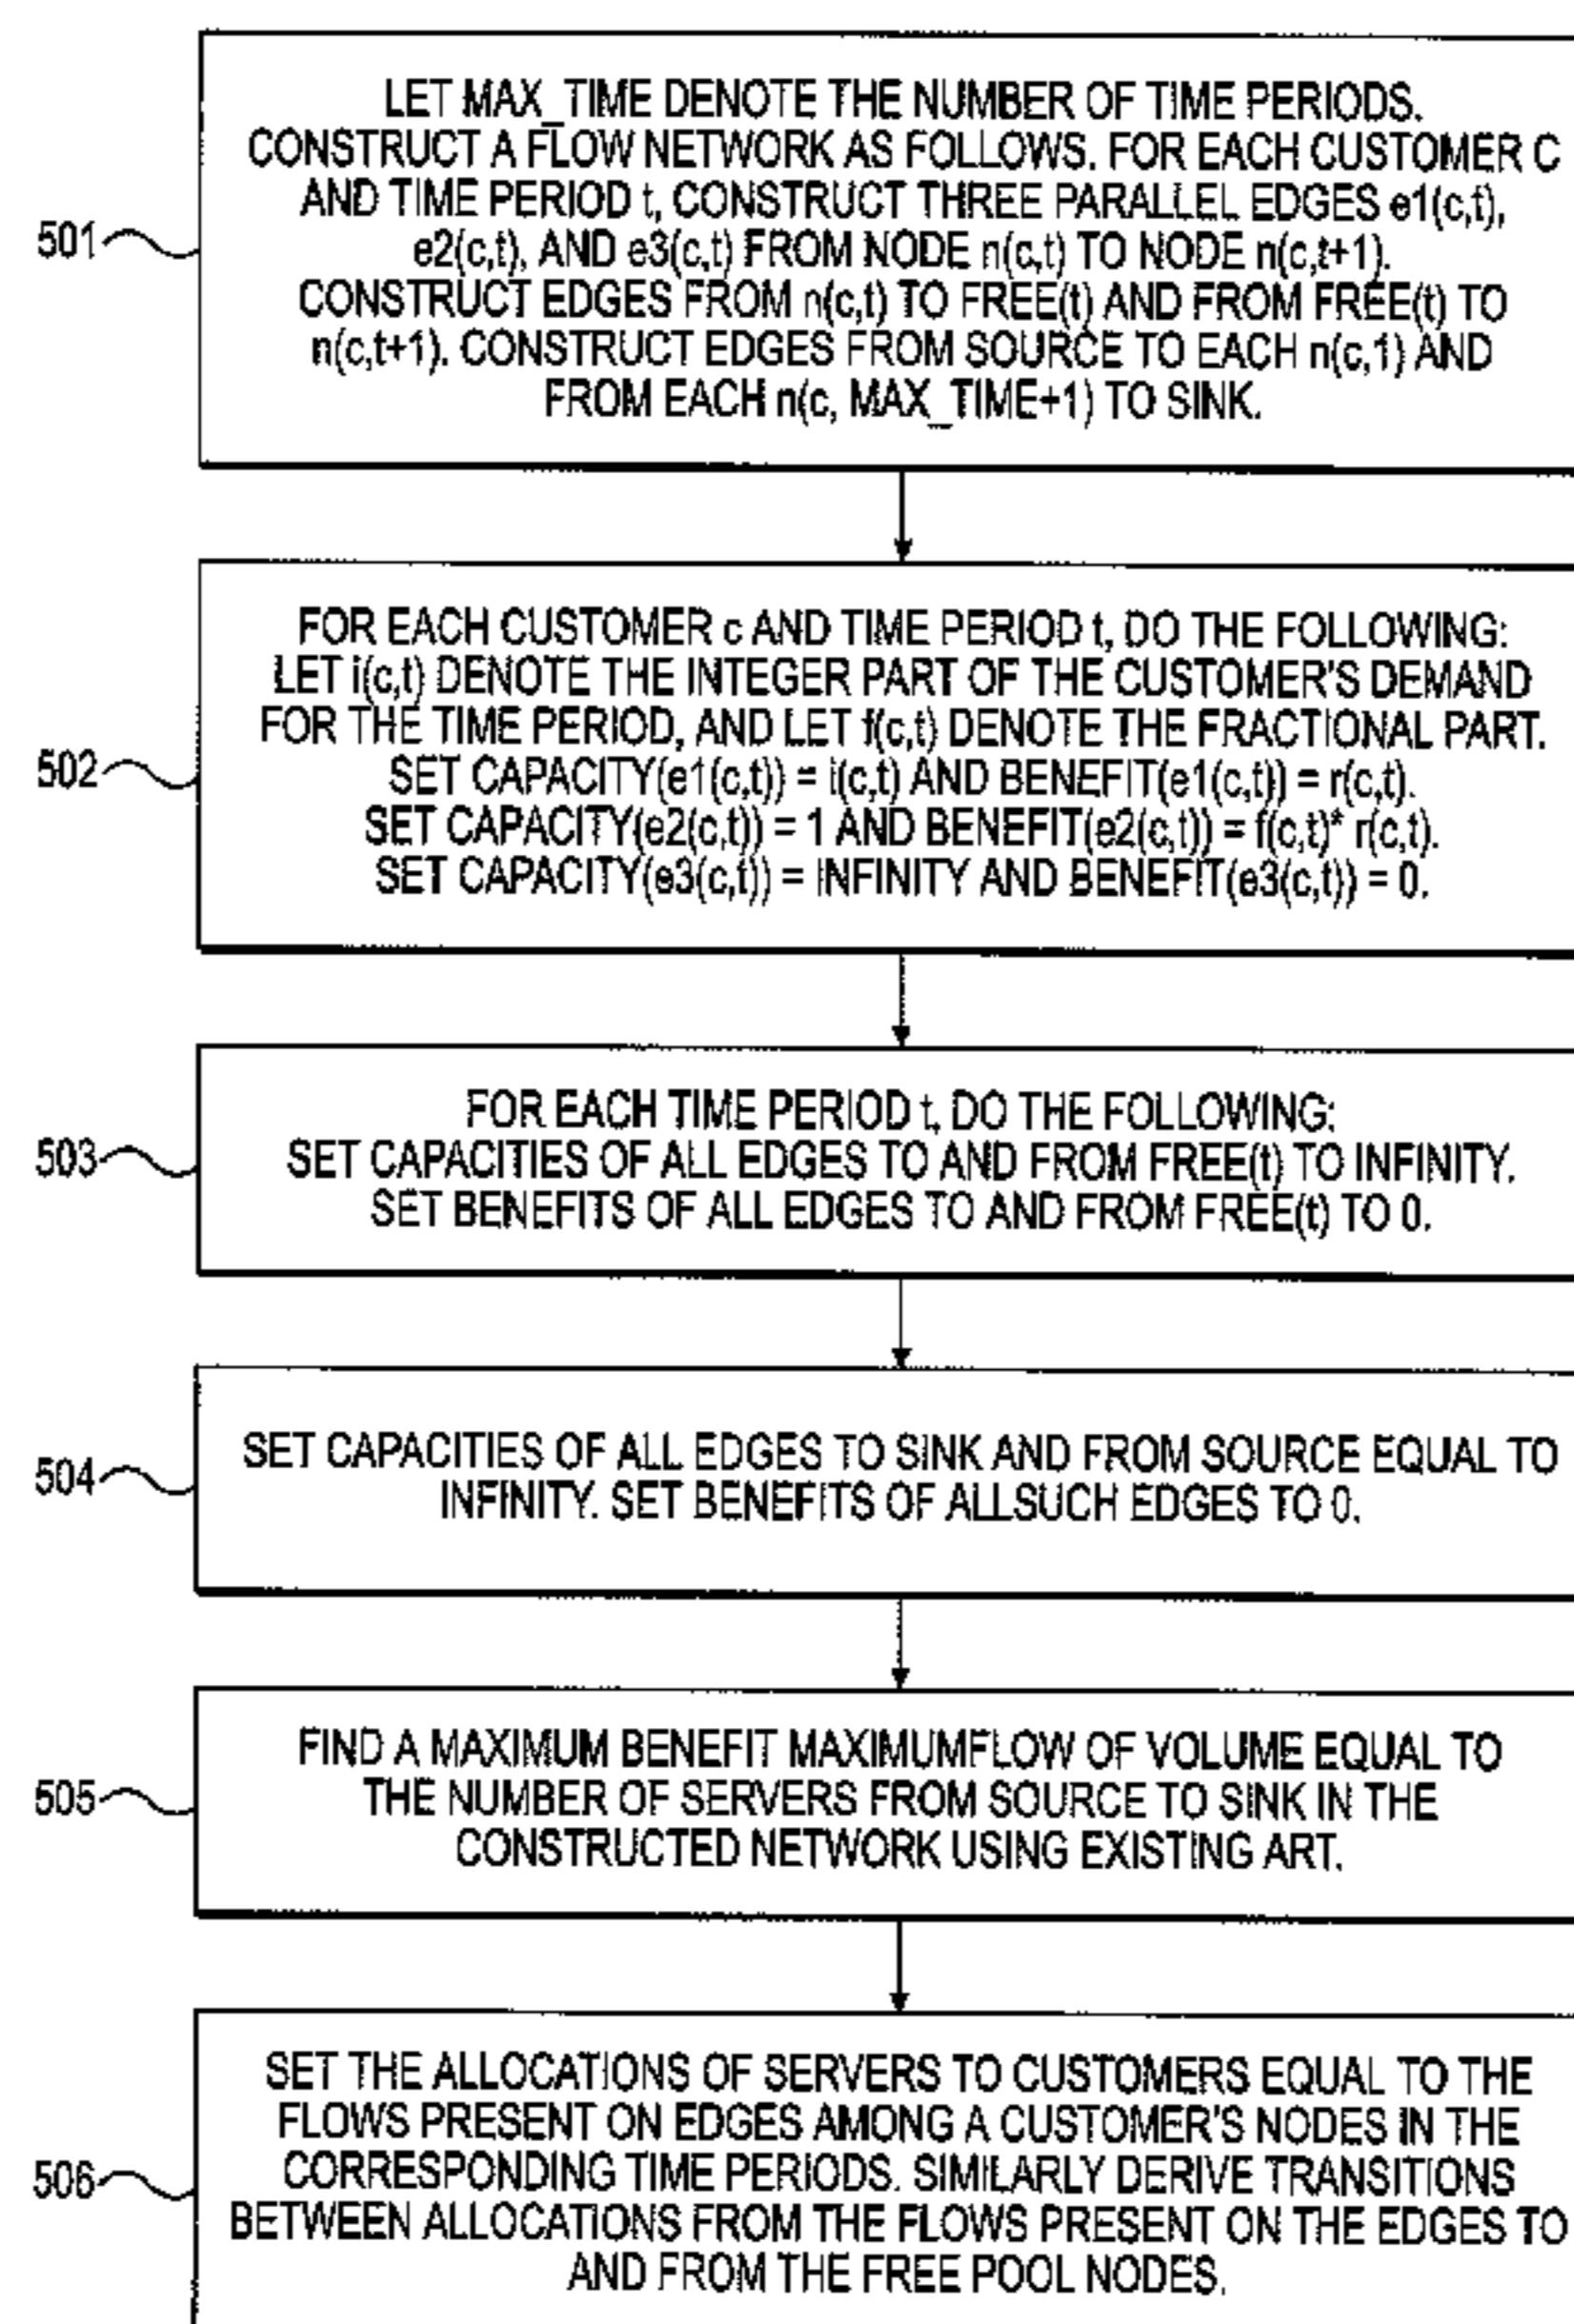 LET MAX_TIME DENOTE THE NUMBER OF TIME PERIODS.
CONSTRUCT A FLOW NETWORK AS FOLLOWS. FOR EACH CUSTOMER C
AND TIME PERIOD t, CONSTRUCT THREE PARALLEL EDGES e1(c,t),
e2(c,t), AND e3(c,t) FROM NODE n(c,t) TO NODE n(c,t+1).
CONSTRUCT EDGES FROM n(c,t) TO FREE(t) AND FROM FREE(t) TO
n(c,t+1). CONSTRUCT EDGES FROM SOURCE TO EACH n(c,1) AND
FROM EACH n(c, MAX_TIME+1) TO SINK.
501
FOR EACH CUSTOMER c AND TIME PERIOD t, DO THE FOLLOWING:
LET i(c,t) DENOTE THE INTEGER PART OF THE CUSTOMER'S DEMAND
FOR THE TIME PERIOD, AND LET f(c,t) DENOTE THE FRACTIONAL PART.
SET CAPACITY(e1(c,t)) = i(c,t) AND BENEFIT(e1(c,t)) = r(c,t).
SET CAPACITY(e2(c,t)) = 1 AND BENEFIT(e2(c,t)) = f(c,t)* r(c,t).
SET CAPACITY(e3(c,t)) = INFINITY AND BENEFIT(e3(c,t)) = 0.
502
FOR EACH TIME PERIOD t, DO THE FOLLOWING:
SET CAPACITIES OF ALL EDGES TO AND FROM FREE(t) TO INFINITY.
SET BENEFITS OF ALL EDGES TO AND FROM FREE(t) TO 0.
503
SET CAPACITIES OF ALL EDGES TO SINK AND FROM SOURCE EQUAL TO
INFINITY. SET BENEFITS OF ALLSUCH EDGES TO 0.
504
FIND A MAXIMUM BENEFIT MAXIMUMFLOW OF VOLUME EQUAL TO
THE NUMBER OF SERVERS FROM SOURCE TO SINK IN THE
CONSTRUCTED NETWORK USING EXISTING ART.
505
SET THE ALLOCATIONS OF SERVERS TO CUSTOMERS EQUAL TO THE
FLOWS PRESENT ON EDGES AMONG A CUSTOMER'S NODES IN THE
CORRESPONDING TIME PERIODS. SIMILARLY DERIVE TRANSITIONS
BETWEEN ALLOCATIONS FROM THE FLOWS PRESENT ON THE EDGES TO
AND FROM THE FREE POOL NODES.
506